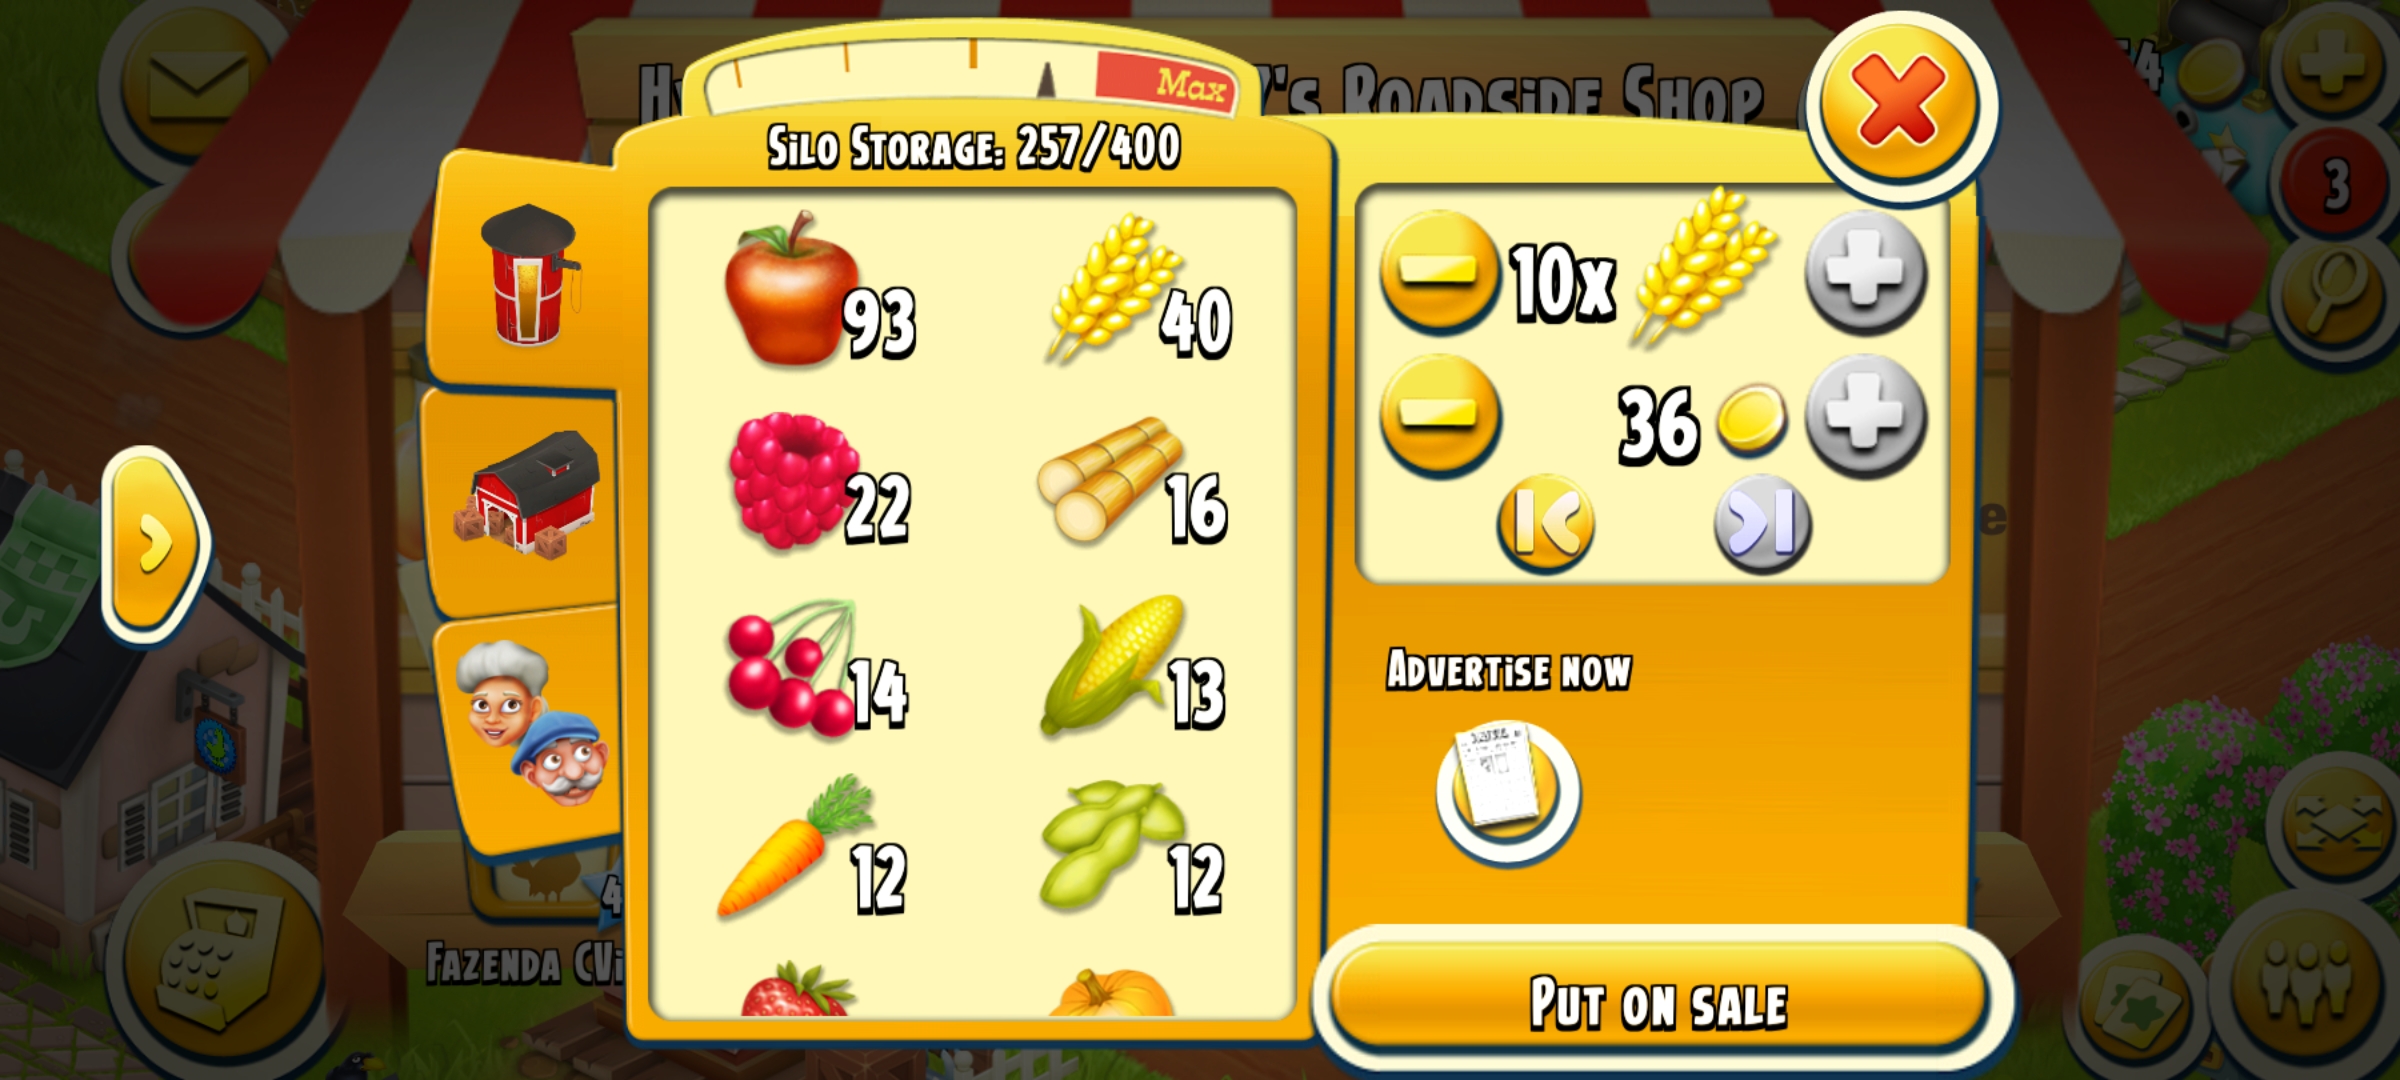 Max
's Roadside Shop
Silo Storage: 257/400
93
40
10x
22
16
36
14
13
12
12
Advertise now
Put on sale
3
Fazenda